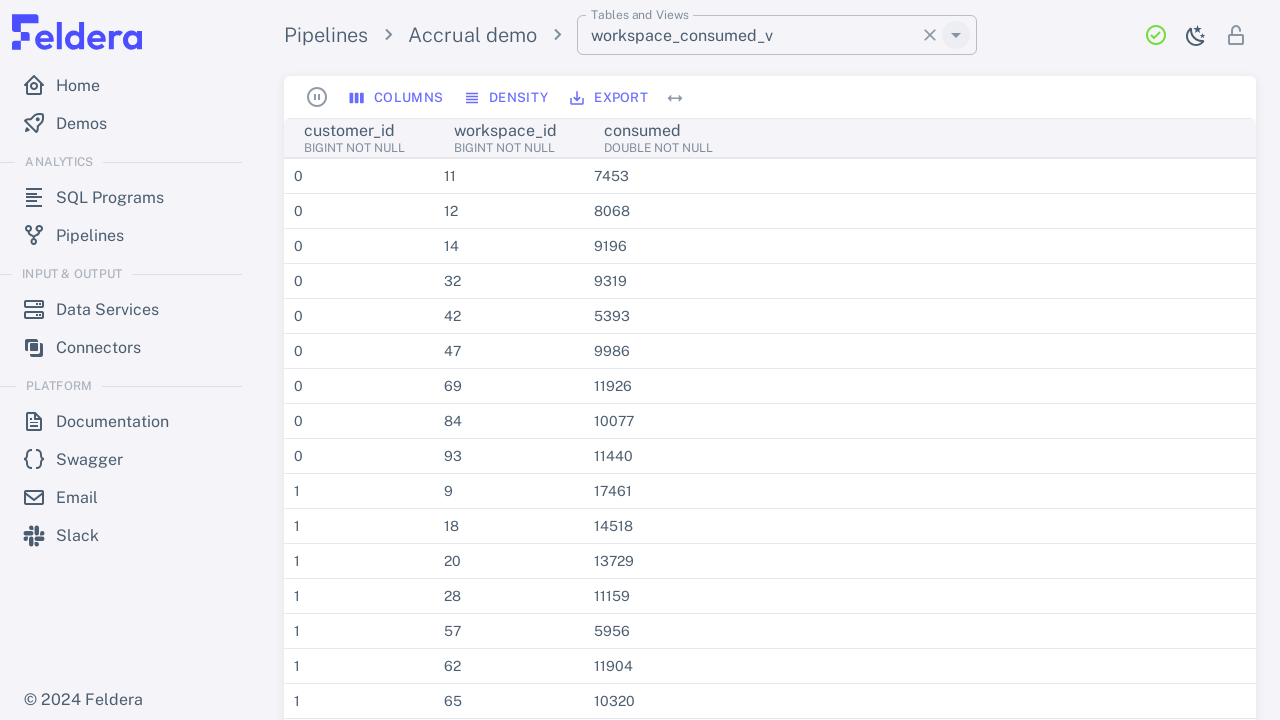 Feldera
Home
Demos
ANALYTICS
SQL Programs
Pipelines
INPUT & OUTPUT
Data Services
Connectors
PLATFORM
Documentation
Swagger
Email
Slack
© 2024 Feldera
Pipelines
Accrual demo
Tables and Views
workspace_consumed_v
COLUMNS DENSITY EXPORT
customer_id workspace_id consumed
BIGINT NOT NULL BIGINT NOT NULL DOUBLE NOT NULL
0 11 7453
0 12 8068
0 14 9196
0 32 9319
0 42 5393
0 47 9986
0 69 11926
0 84 10077
0 93 11440
1 9 17461
1 18 14518
1 20 13729
1 28 11159
1 57 5956
1 62 11904
1 65 10320